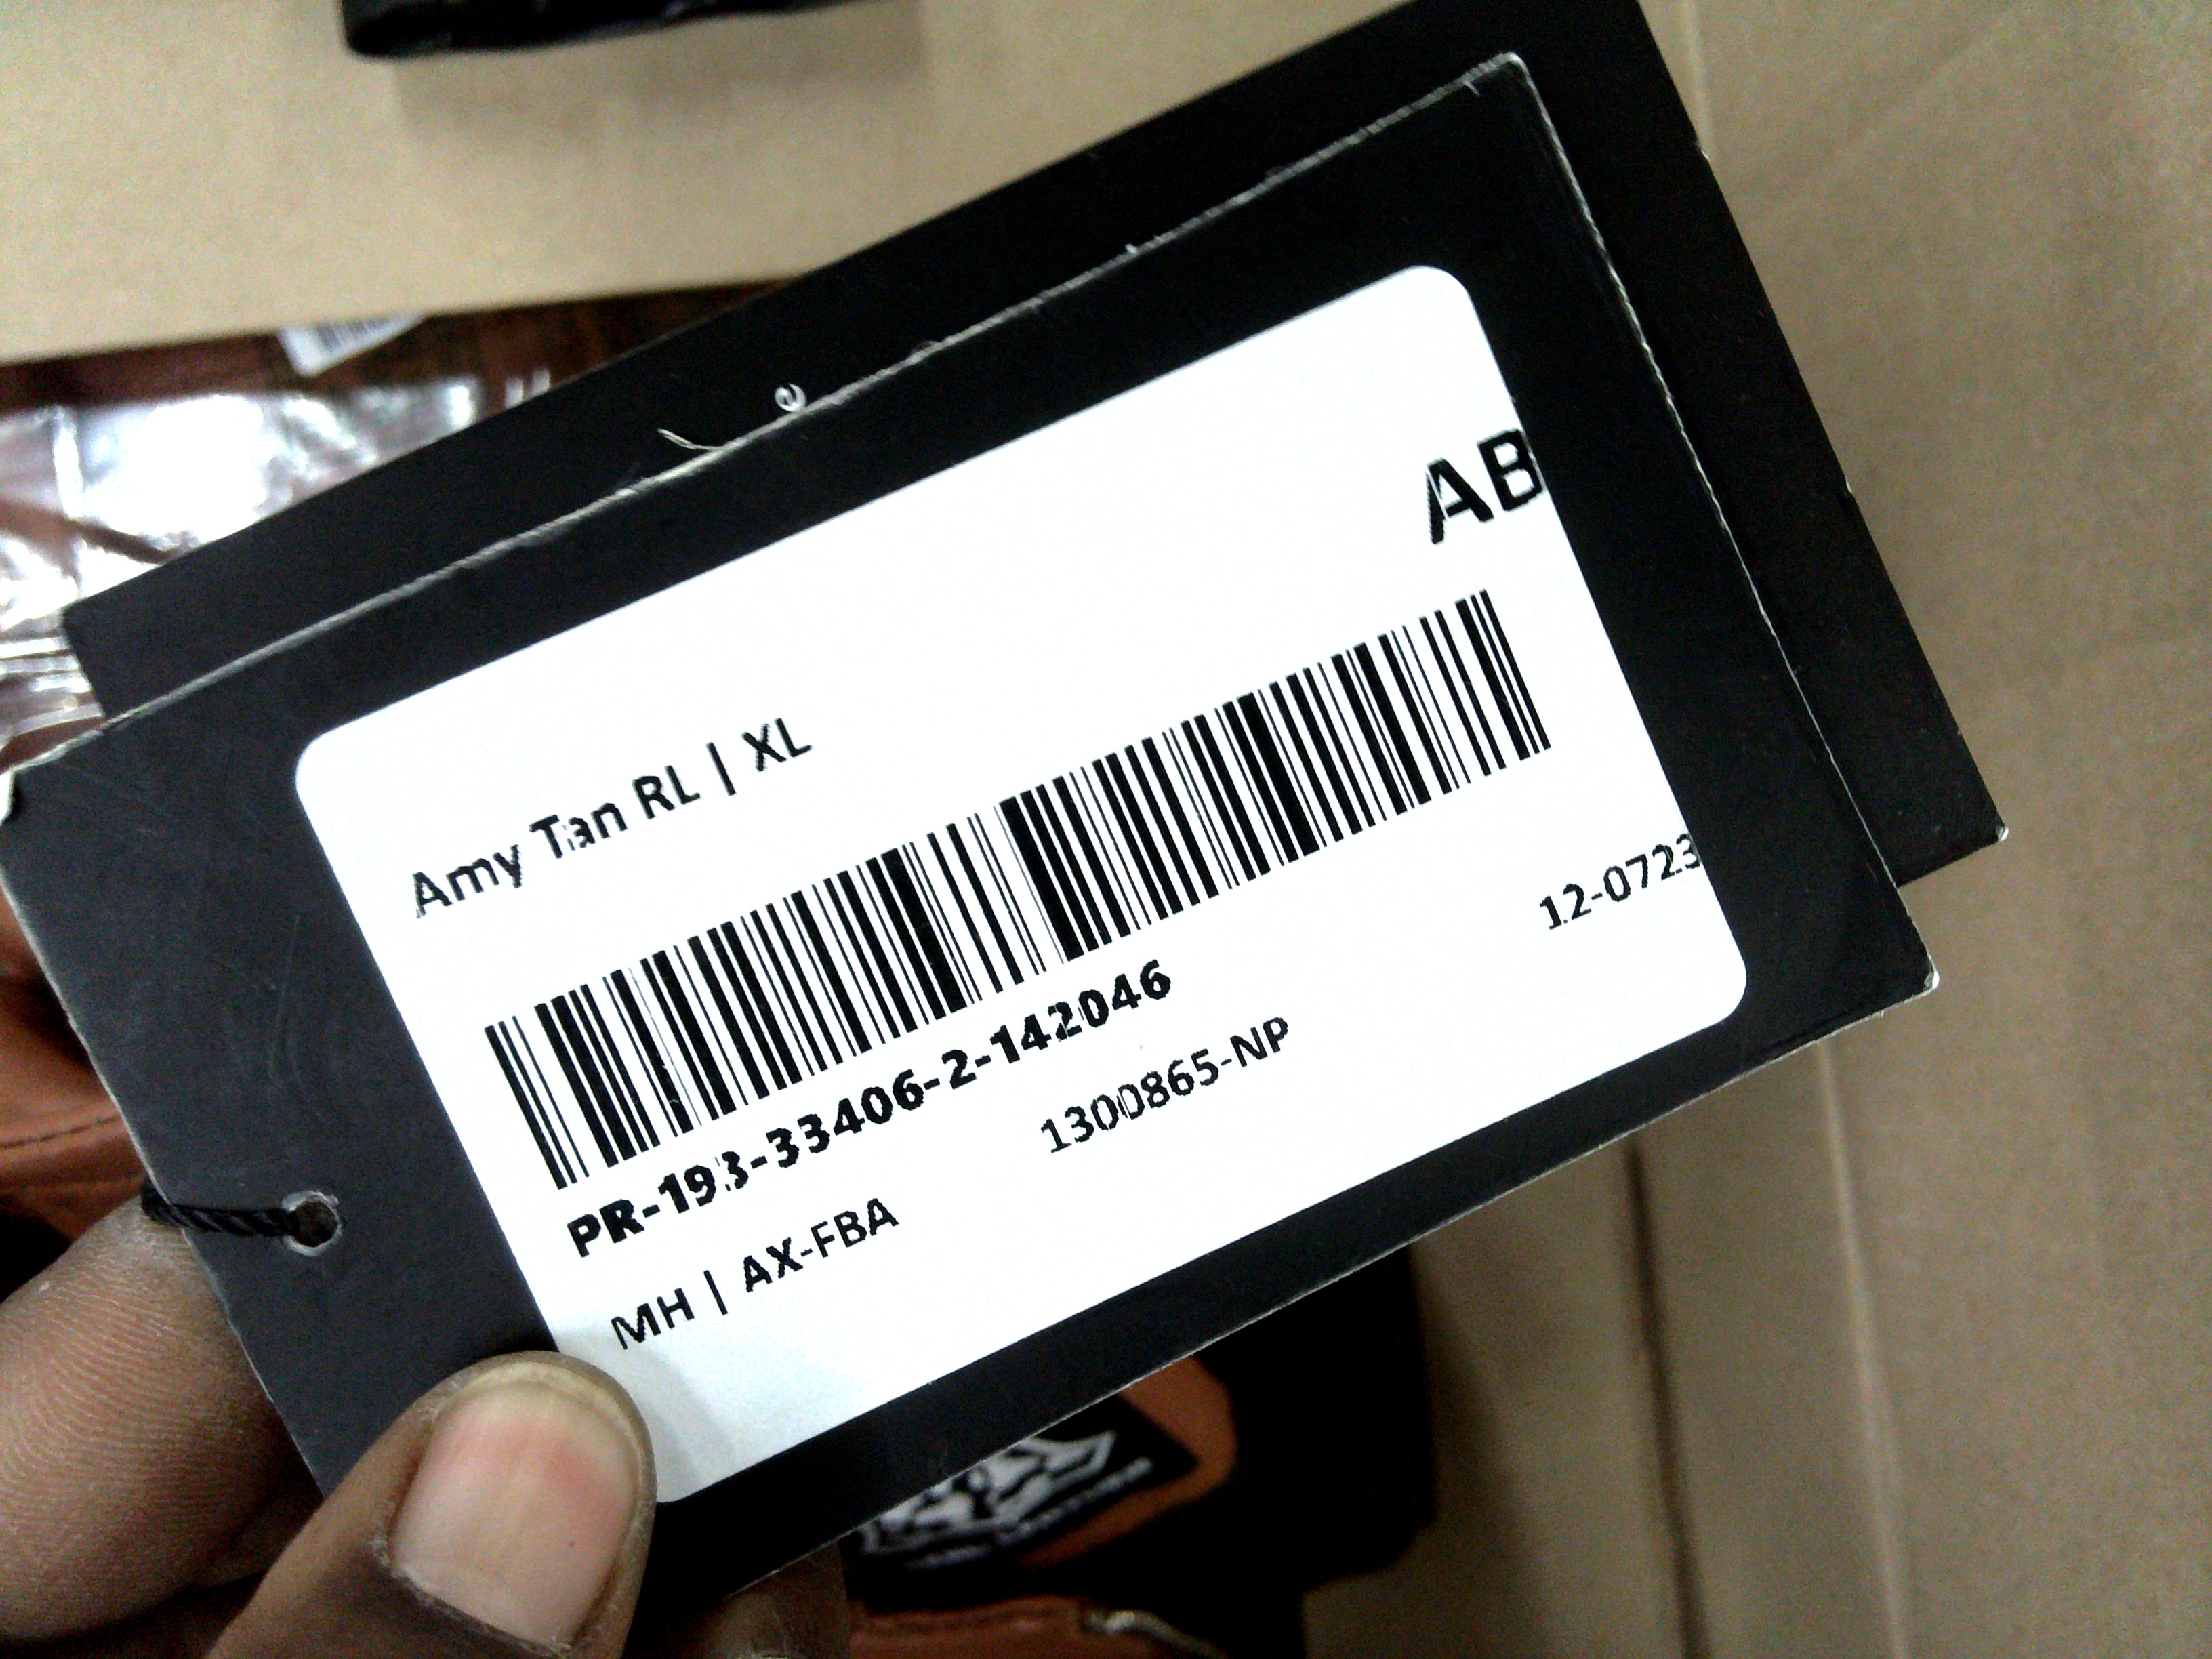 AB
Amy Tan RL | XL
PR-193-33406-2-142046
12-0723
MH | AX-FBA
1300865-NP